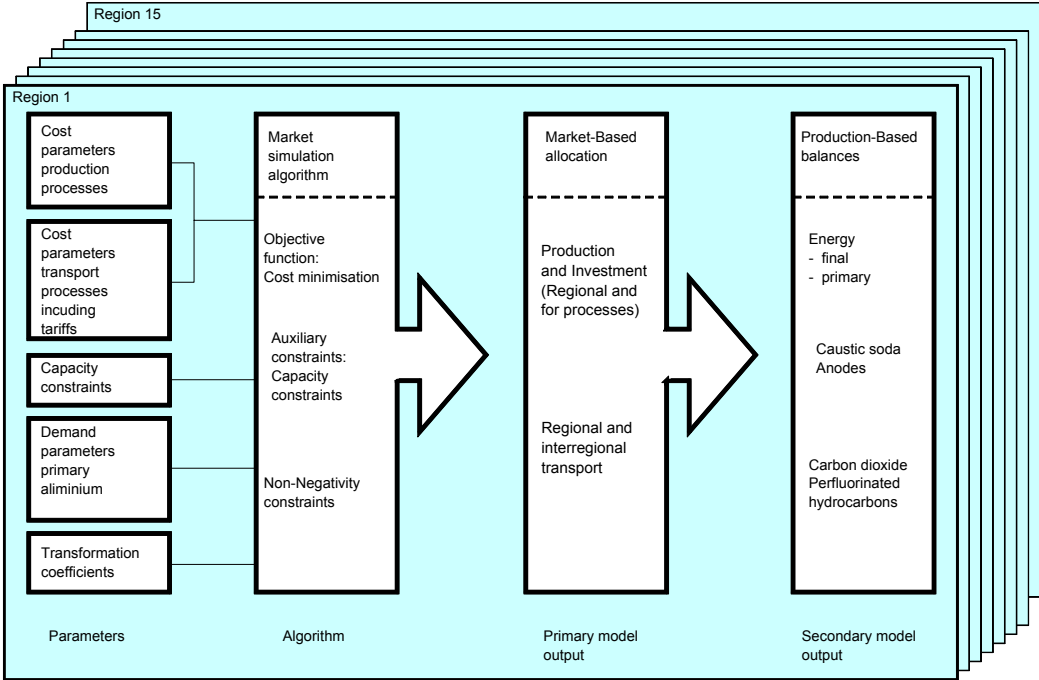 Region 15
Region 1
Cost
parameters
production
processes
Cost
parameters
transport
processes
incuding
tariffs
Capacity
constraints
Demand
parameters
primary
aliminium
Transformation
coefficients
Parameters
Market
simulation
algorithm
Objective
function:
Cost minimisation
Auxiliary
constraints:
Capacity
constraints
Non-Negativity
constraints
Algorithm
Market-Based
allocation
Production
and Investment
(Regional and
for processes)
Regional and
interregional
transport
Primary model
output
Production-Based
balances
Energy
- final
- primary
Caustic soda
Anodes
Carbon dioxide
Perfluorinated
hydrocarbons
Secondary model
output